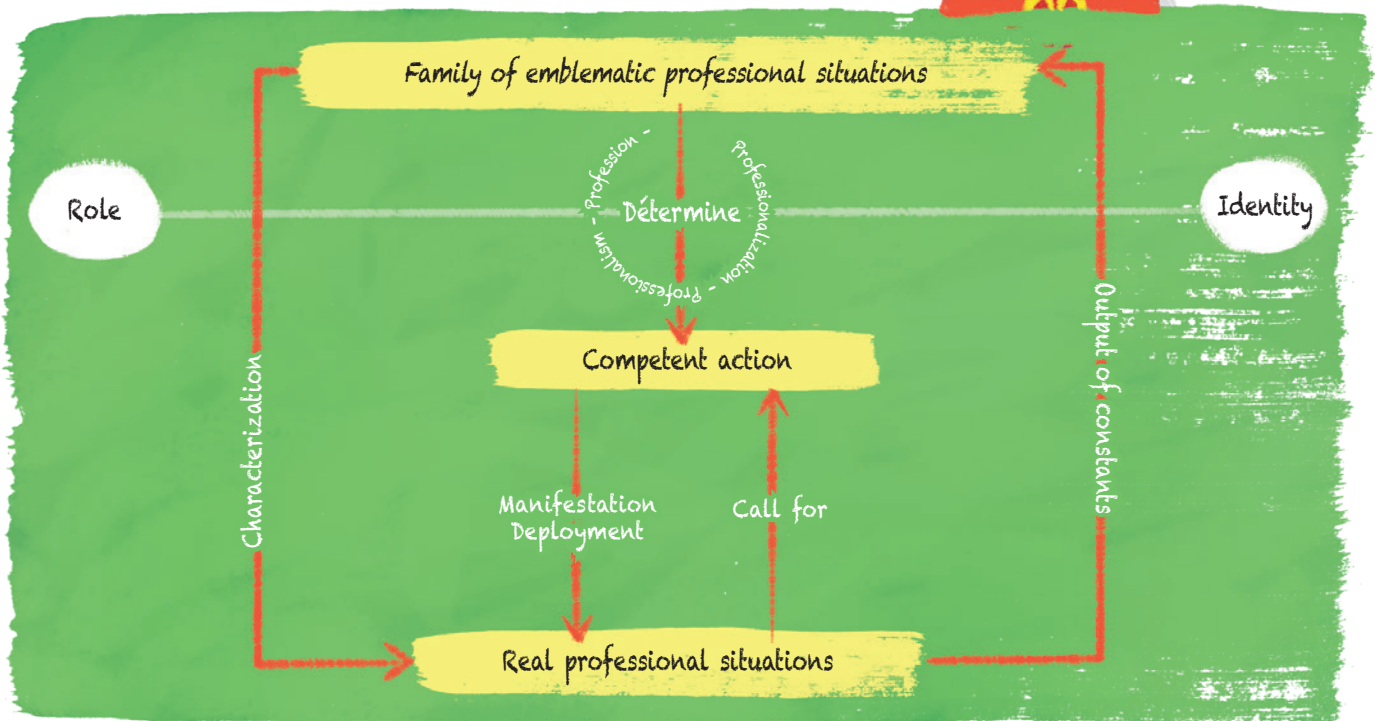 Family of emblematic professional situations
Professionalism - Profession -
Professionalization - 
Role
Détermine
Identity
Competent action
Characterization
Output of constants
Manifestation
Deployment
Call for
Real professional situations